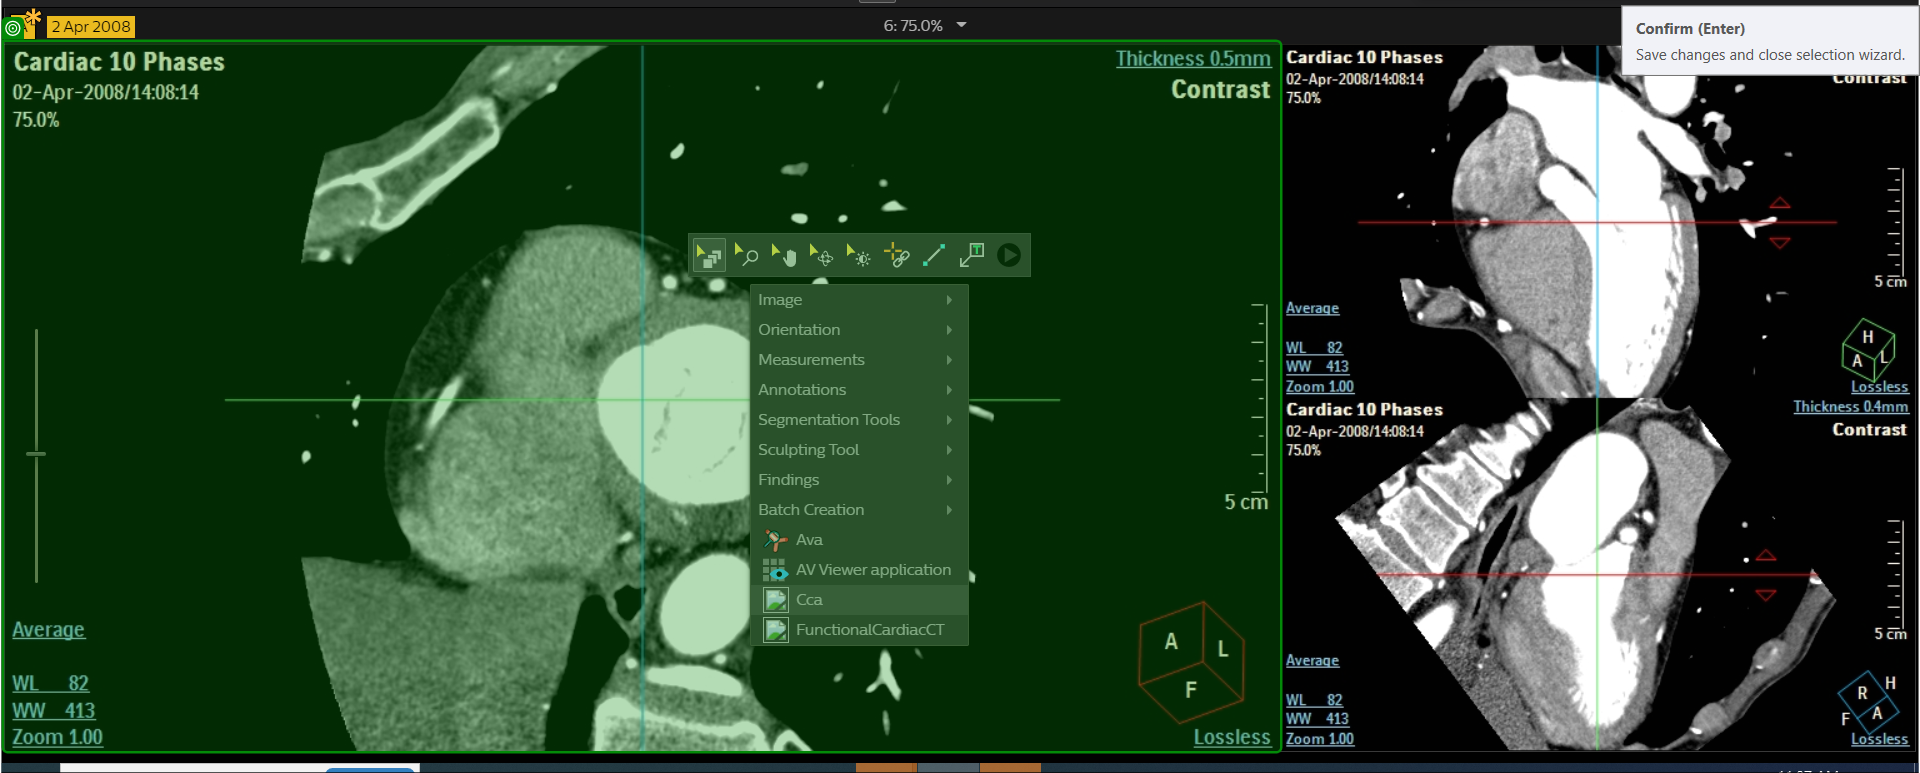 2 Apr 2008
6: 75.0%
Confirm (Enter)
Save changes and close selection wizard.
Cardiac 10 Phases
02-Apr-2008/14:08:14
75.0%
Thickness 0.5mm
Contrast
Image
Orientation
Measurements
Annotations
Segmentation Tools
Sculpting Tool
Findings
Batch Creation
Ava
AV Viewer application
Cca
FunctionalCardiacCT
5 cm
Average
WL 82
WW 413
Zoom 1.00
A
L
F
Lossless
Cardiac 10 Phases
02-Apr-2008/14:08:14
75.0%
Contrast
5 cm
Average
WL 82
WW 413
Zoom 1.00
H
A
L
Lossless
Cardiac 10 Phases
02-Apr-2008/14:08:14
75.0%
Thickness 0.4mm
Contrast
5 cm
Average
WL 82
WW 413
Zoom 1.00
R
H
F
A
Lossless